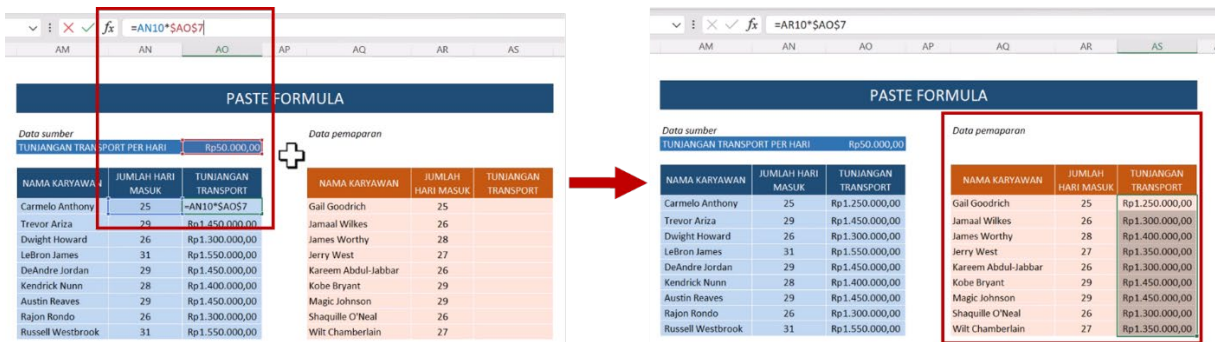 fx =AN10*$AO$7
AM AN AO AP AQ AR AS
PASTE FORMULA
Data sumber Data pemaparan
TUNJANGAN TRANSPORT PER HARI Rp50.000,00
NAMA KARYAWAN JUMLAH HARI MASUK TUNJANGAN TRANSPORT NAMA KARYAWAN JUMLAH HARI MASUK TUNJANGAN TRANSPORT
Carmelo Anthony 25 =AN10*$AO$7 Gail Goodrich 25
Trevor Ariza 29 Rp1.450.000,00 Jamaal Wilkes 26
Dwight Howard 26 Rp1.300.000,00 James Worthy 28
LeBron James 31 Rp1.550.000,00 Jerry West 27
DeAndre Jordan 29 Rp1.450.000,00 Kareem Abdul-Jabbar 26
Kendrick Nunn 28 Rp1.400.000,00 Kobe Bryant 29
Austin Reaves 29 Rp1.450.000,00 Magic Johnson 29
Rajon Rondo 26 Rp1.300.000,00 Shaquille O'Neal 26
Russell Westbrook 31 Rp1.550.000,00 Wilt Chamberlain 27
fx =AR10*$AO$7
AM AN AO AP AQ AR AS
PASTE FORMULA
Data sumber Data pemaparan
TUNJANGAN TRANSPORT PER HARI Rp50.000,00
NAMA KARYAWAN JUMLAH HARI MASUK TUNJANGAN TRANSPORT NAMA KARYAWAN JUMLAH HARI MASUK TUNJANGAN TRANSPORT
Carmelo Anthony 25 Rp1.250.000,00 Gail Goodrich 25 Rp1.250.000,00
Trevor Ariza 29 Rp1.450.000,00 Jamaal Wilkes 26 Rp1.300.000,00
Dwight Howard 26 Rp1.300.000,00 James Worthy 28 Rp1.400.000,00
LeBron James 31 Rp1.550.000,00 Jerry West 27 Rp1.350.000,00
DeAndre Jordan 29 Rp1.450.000,00 Kareem Abdul-Jabbar 26 Rp1.300.000,00
Kendrick Nunn 28 Rp1.400.000,00 Kobe Bryant 29 Rp1.450.000,00
Austin Reaves 29 Rp1.450.000,00 Magic Johnson 29 Rp1.450.000,00
Rajon Rondo 26 Rp1.300.000,00 Shaquille O'Neal 26 Rp1.300.000,00
Russell Westbrook 31 Rp1.550.000,00 Wilt Chamberlain 27 Rp1.350.000,00